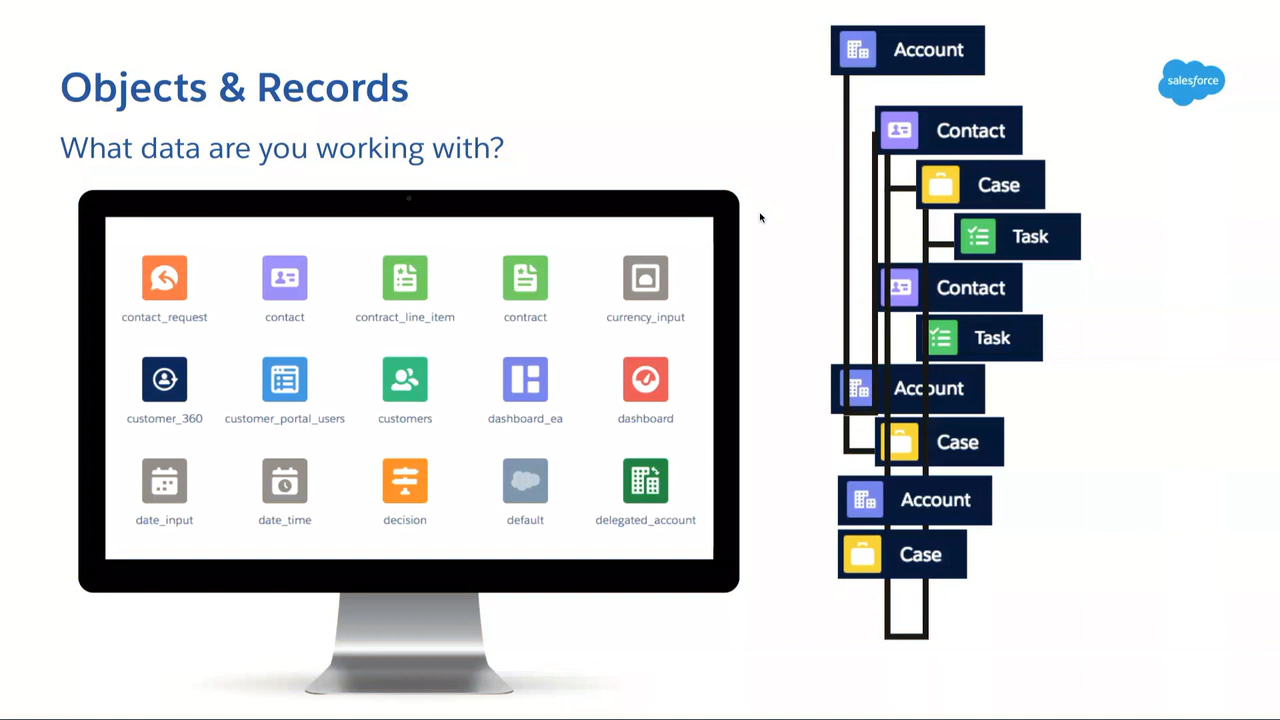 Objects & Records
What data are you working with?
contact_request
contact
contract_line_item
contract
currency_input
customer_360
customer_portal_users
customers
dashboard_ea
dashboard
date_input
date_time
decision
default
delegated_account
Account
Contact
Case
Task
Contact
Task
Account
Case
Account
Case
salesforce